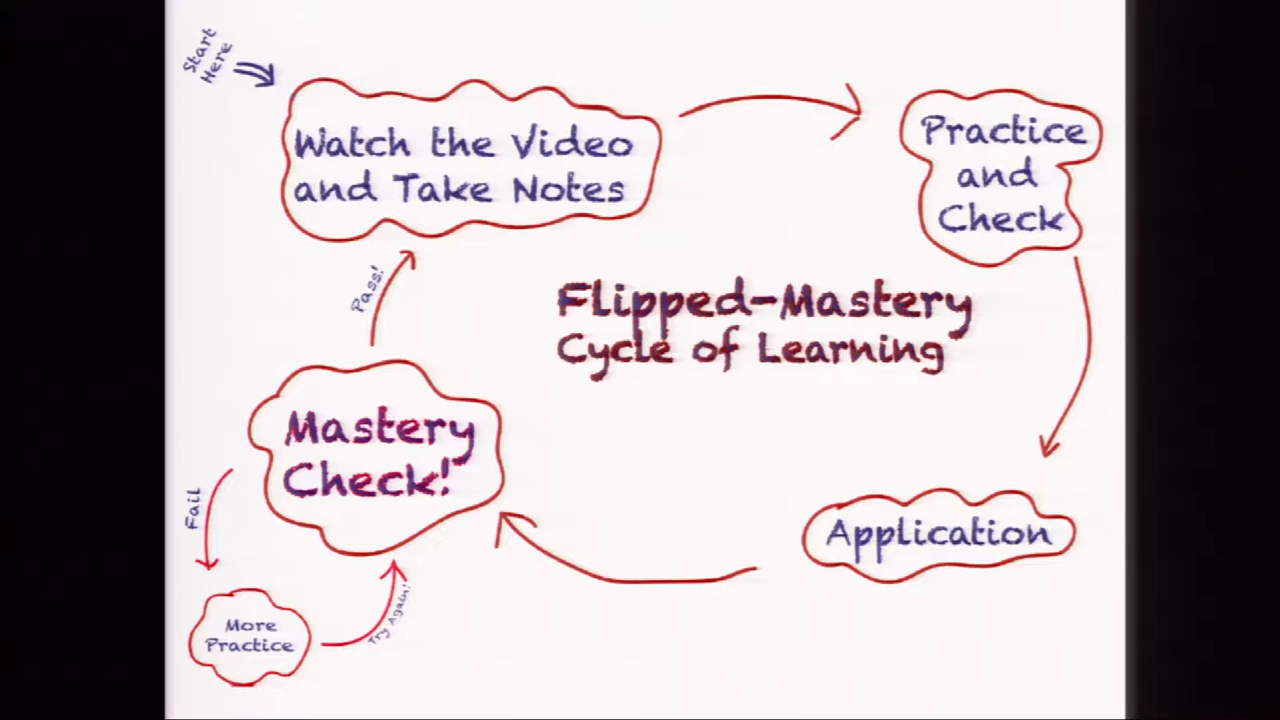 Start
Here
Watch the Video
and Take Notes
Practice
and
Check
Pass!
Flipped-Mastery
Cycle of Learning
Mastery
Check!
Fail
Application
More
Practice
Try Again!